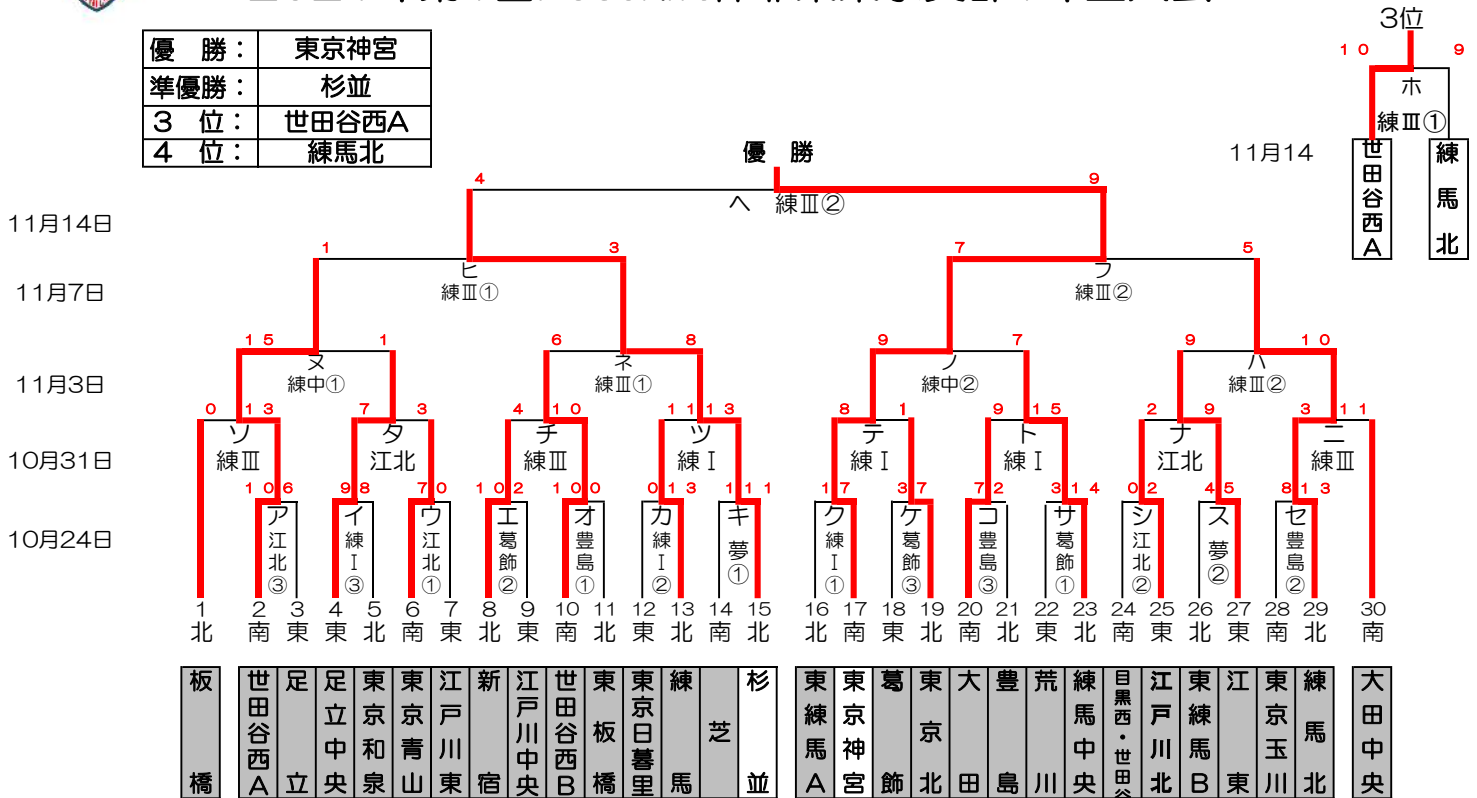 優 勝： 東京神宮
準優勝： 杉並
３ 位： 世田谷西A
４ 位： 練馬北
３位
１０ ９
ホ
練Ⅲ①
11月14
世田谷西A 練馬北
優 勝
４ ９
ヘ 練Ⅲ②
11月14日
１ ３ ７ ５
ヒ フ
練Ⅲ① 練Ⅲ②
11月7日
１５ １ ６ ８ ９ ７ ９ １０
ヌ ネ ノ ハ
練中① 練Ⅲ① 練中② 練Ⅲ②
11月3日
０ １３ ７ ３ ４ １０ １１ １３ ８ １ ９ １５ ２ ９ ３ １１
ソ タ チ ツ テ ト ナ ニ
練Ⅲ 江北 練Ⅲ 練Ⅰ 練Ⅰ 練Ⅰ 江北 練Ⅲ
10月31日
１０ ６ ９ ８ ７ ０ １０ ２ １０ ０ ０ １３ １ １１ １ ７ ３ ７ ７ ２ ３ １４ ０ ２ ４ ５ ８ １３
ア イ ウ エ オ カ キ ク ケ コ サ シ ス セ
江北③ 練Ⅰ③ 江北① 葛飾② 豊島① 練Ⅰ② 夢① 練Ⅰ① 葛飾③ 豊島③ 葛飾① 江北② 夢② 豊島②
10月24日
1 2 3 4 5 6 7 8 9 10 11 12 13 14 15 16 17 18 19 20 21 22 23 24 25 26 27 28 29 30
北 南 東 東 北 南 東 北 東 南 北 東 北 南 北 北 南 東 北 南 北 東 北 南 東 北 東 南 北 南
板橋 世田谷西A 足立 足立中央 東京和泉 東京青山 江戸川東 新宿 江戸川中央 世田谷西B 東板橋 東京日暮里 練馬 芝 杉並 東練馬A 東京神宮 葛飾 東京北 大田 豊島 荒川 練馬中央 目黒西・世田谷 江戸川北 東練馬B 江東 東京玉川 練馬北 大田中央